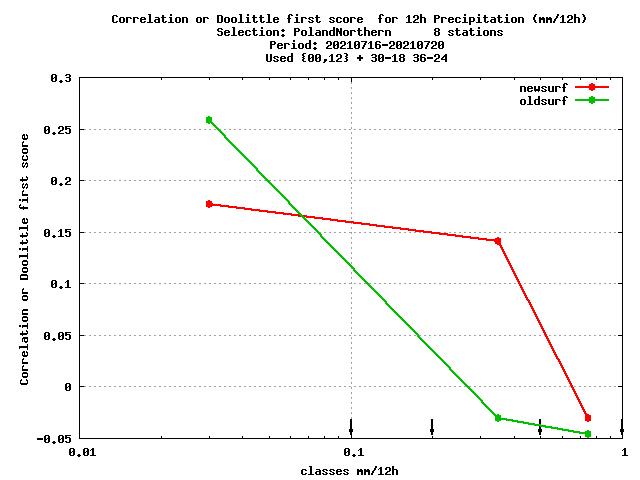 Correlation or Doolittle first score  for 12h Precipitation (mm/12h)
Selection: PolandNorthern      8 stations
Period: 20210716-20210720
Used {00,12} + 30-18 36-24
newsurf
oldsurf
Correlation or Doolittle first score
0.3
0.25
0.2
0.15
0.1
0.05
0
-0.05
0.01
0.1
1
classes mm/12h